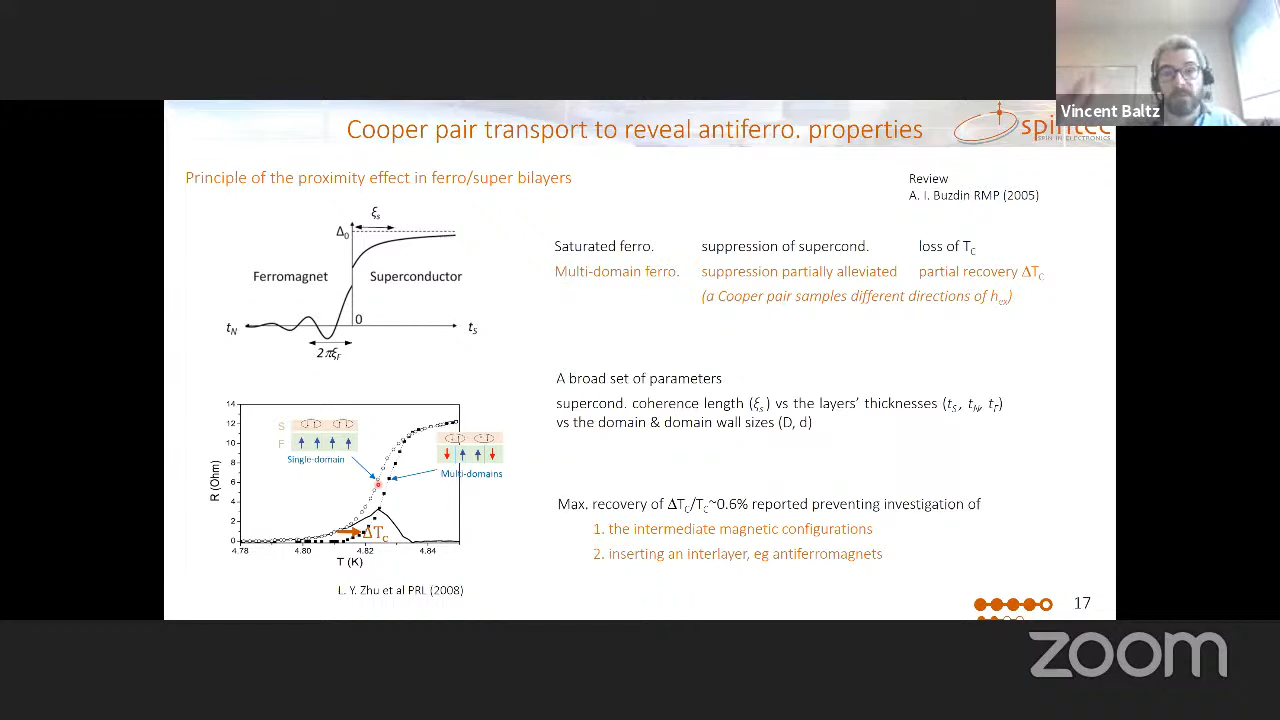 Vincent Baltz
Cooper pair transport to reveal antiferro. properties
spintec
SPIN IN ELECTRONICS
Principle of the proximity effect in ferro/super bilayers
Review
A. I. Buzdin RMP (2005)
ξs
Δ0
Ferromagnet
Superconductor
0
tN
tS
2πξF
Saturated ferro. suppression of supercond. loss of TC
Multi-domain ferro. suppression partially alleviated partial recovery ΔTC
(a Cooper pair samples different directions of hex)
A broad set of parameters
supercond. coherence length (ξs) vs the layers' thicknesses (tS, tN, tF)
vs the domain & domain wall sizes (D, d)
14
12
10
8
6
4
2
0
R (Ohm)
S
F
Single-domain
Multi-domains
ΔTC
4.78
4.80
4.82
4.84
T (K)
L. Y. Zhu et al PRL (2008)
Max. recovery of ΔTC/TC~0.6% reported preventing investigation of
1. the intermediate magnetic configurations
2. inserting an interlayer, eg antiferromagnets
17
zoom